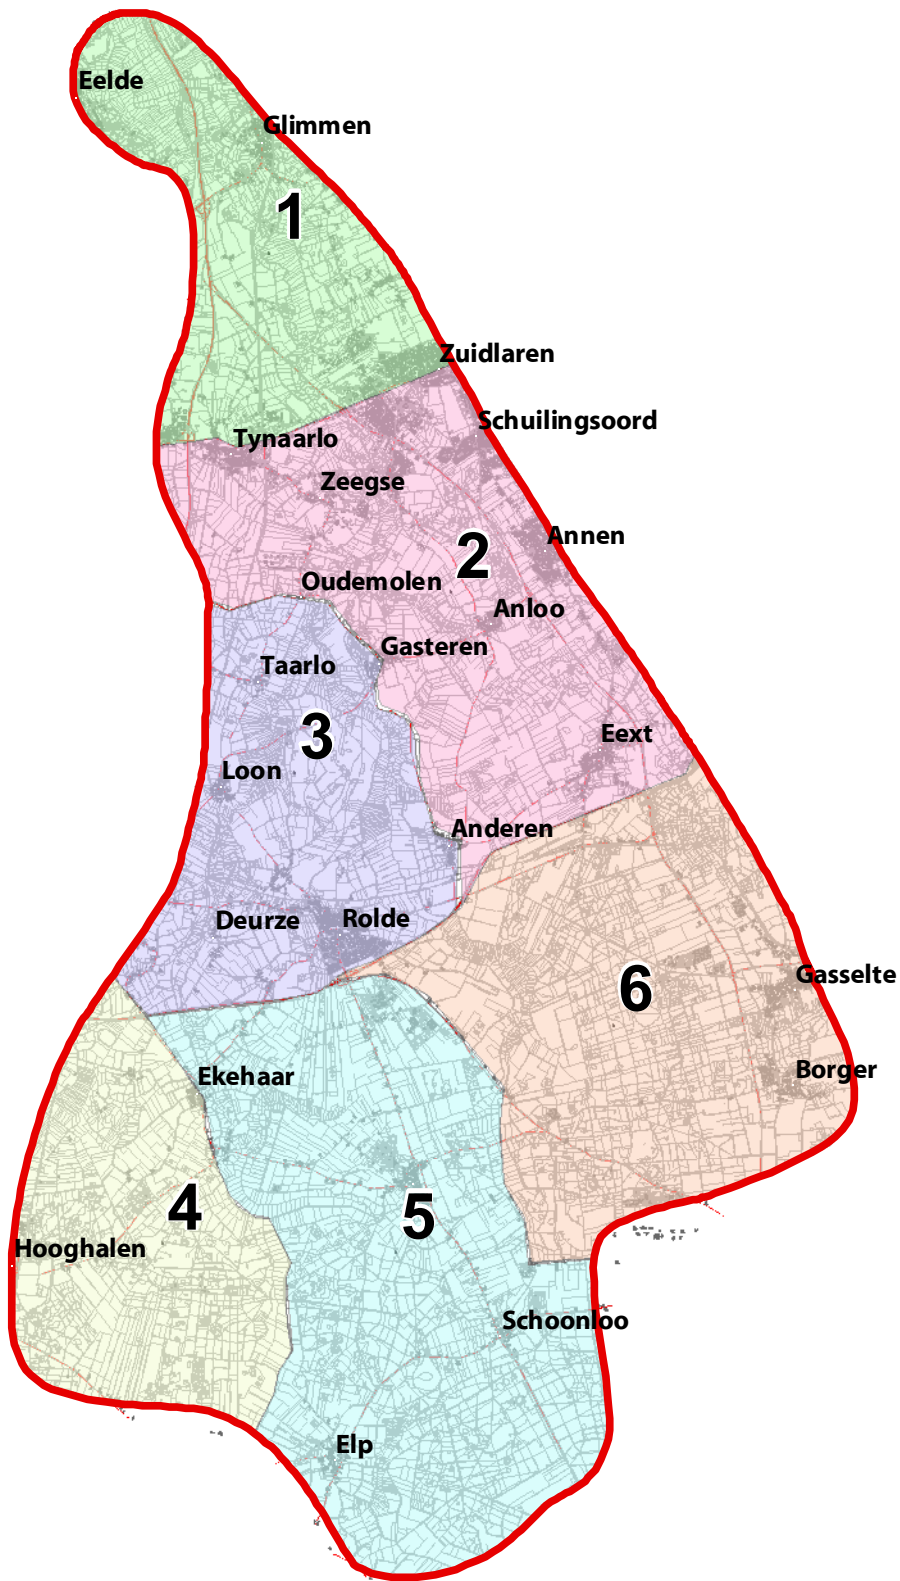 Eelde
Glimmen
1
Zuidlaren
Schuilingsoord
Tynaarlo
Zeegse
Annen
2
Oudemolen
Anloo
Gasteren
Taarlo
Eext
3
Loon
Anderen
Deurze
Rolde
Gasselte
6
Borger
Ekehaar
4
5
Hooghalen
Schoonloo
Elp